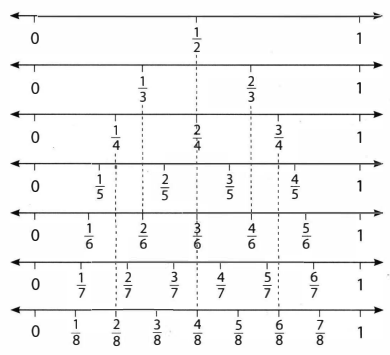 0 1/2 1
0 1/3 2/3 1
0 1/4 2/4 3/4 1
0 1/5 2/5 3/5 4/5 1
0 1/6 2/6 3/6 4/6 5/6 1
0 1/7 2/7 3/7 4/7 5/7 6/7 1
0 1/8 2/8 3/8 4/8 5/8 6/8 7/8 1